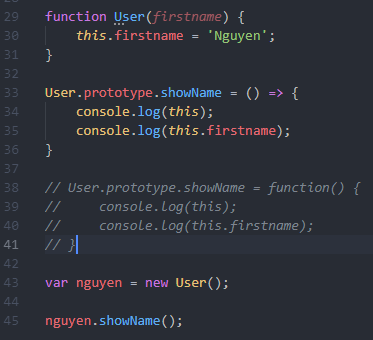 29 function User(firstname) {
30     this.firstname = 'Nguyen';
31 }
32
33 User.prototype.showName = () => {
34     console.log(this);
35     console.log(this.firstname);
36 }
37
38 // User.prototype.showName = function() {
39 //     console.log(this);
40 //     console.log(this.firstname);
41 // }
42
43 var nguyen = new User();
44
45 nguyen.showName();